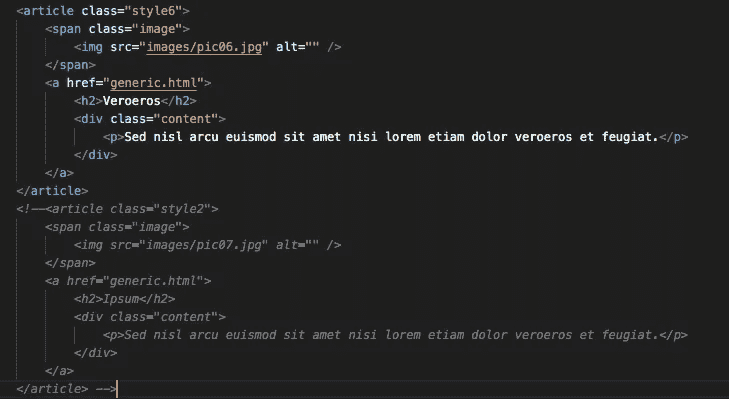 <article class="style6">
<span class="image">
<img src="images/pic06.jpg" alt="" />
</span>
<a href="generic.html">
<h2>Veroeros</h2>
<div class="content">
<p>Sed nisl arcu euismod sit amet nisi lorem etiam dolor veroeros et feugiat.</p>
</div>
</a>
</article>
<!--<article class="style2">
<span class="image">
<img src="images/pic07.jpg" alt="" />
</span>
<a href="generic.html">
<h2>Ipsum</h2>
<div class="content">
<p>Sed nisl arcu euismod sit amet nisi lorem etiam dolor veroeros et feugiat.</p>
</div>
</a>
</article> -->